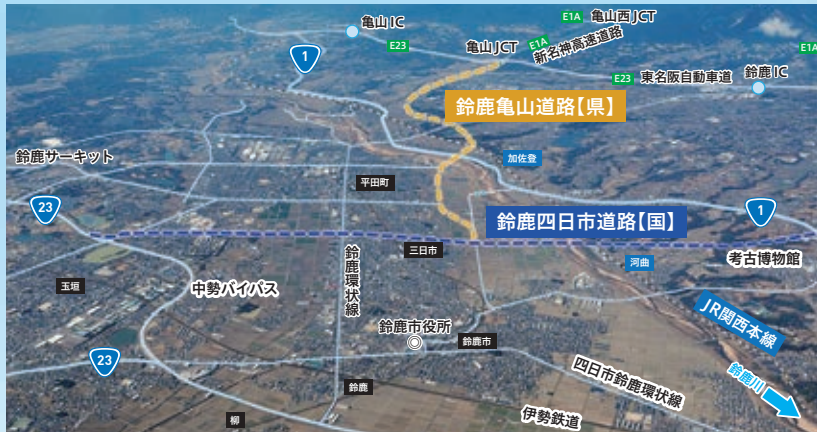 E1A
亀山西JCT
亀山IC
1
E23
亀山JCT
E1A
新名神高速道路
E1A
E23
東名阪自動車道
鈴鹿IC
鈴鹿亀山道路【県】
鈴鹿サーキット
加佐登
平田町
23
鈴鹿四日市道路【国】
1
三日市
河曲
考古博物館
玉垣
中勢バイパス
鈴鹿環状線
JR関西本線
鈴鹿市役所
鈴鹿市
23
鈴鹿
四日市鈴鹿環状線
鈴鹿川
柳
伊勢鉄道